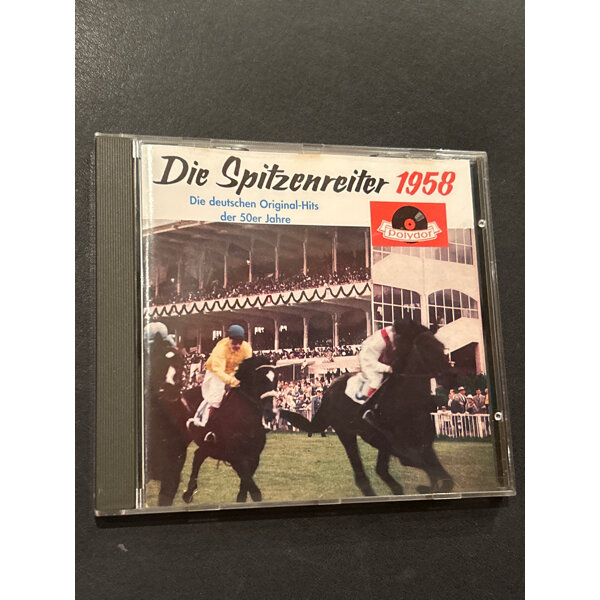 Die Spitzenreiter 1958
Die deutschen Original-Hits
der 50er Jahre
polydor